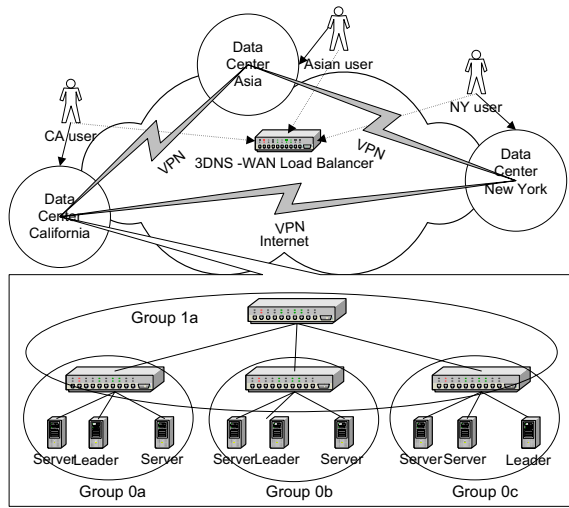 Data
Center
Asia
Asian user
CA user
NY user
3DNS -WAN Load Balancer
VPN
VPN
Data
Center
New York
Data
Center
California
VPN
Internet
Group 1a
Server
Leader
Server
Server
Leader
Server
Server
Server
Leader
Group 0a
Group 0b
Group 0c